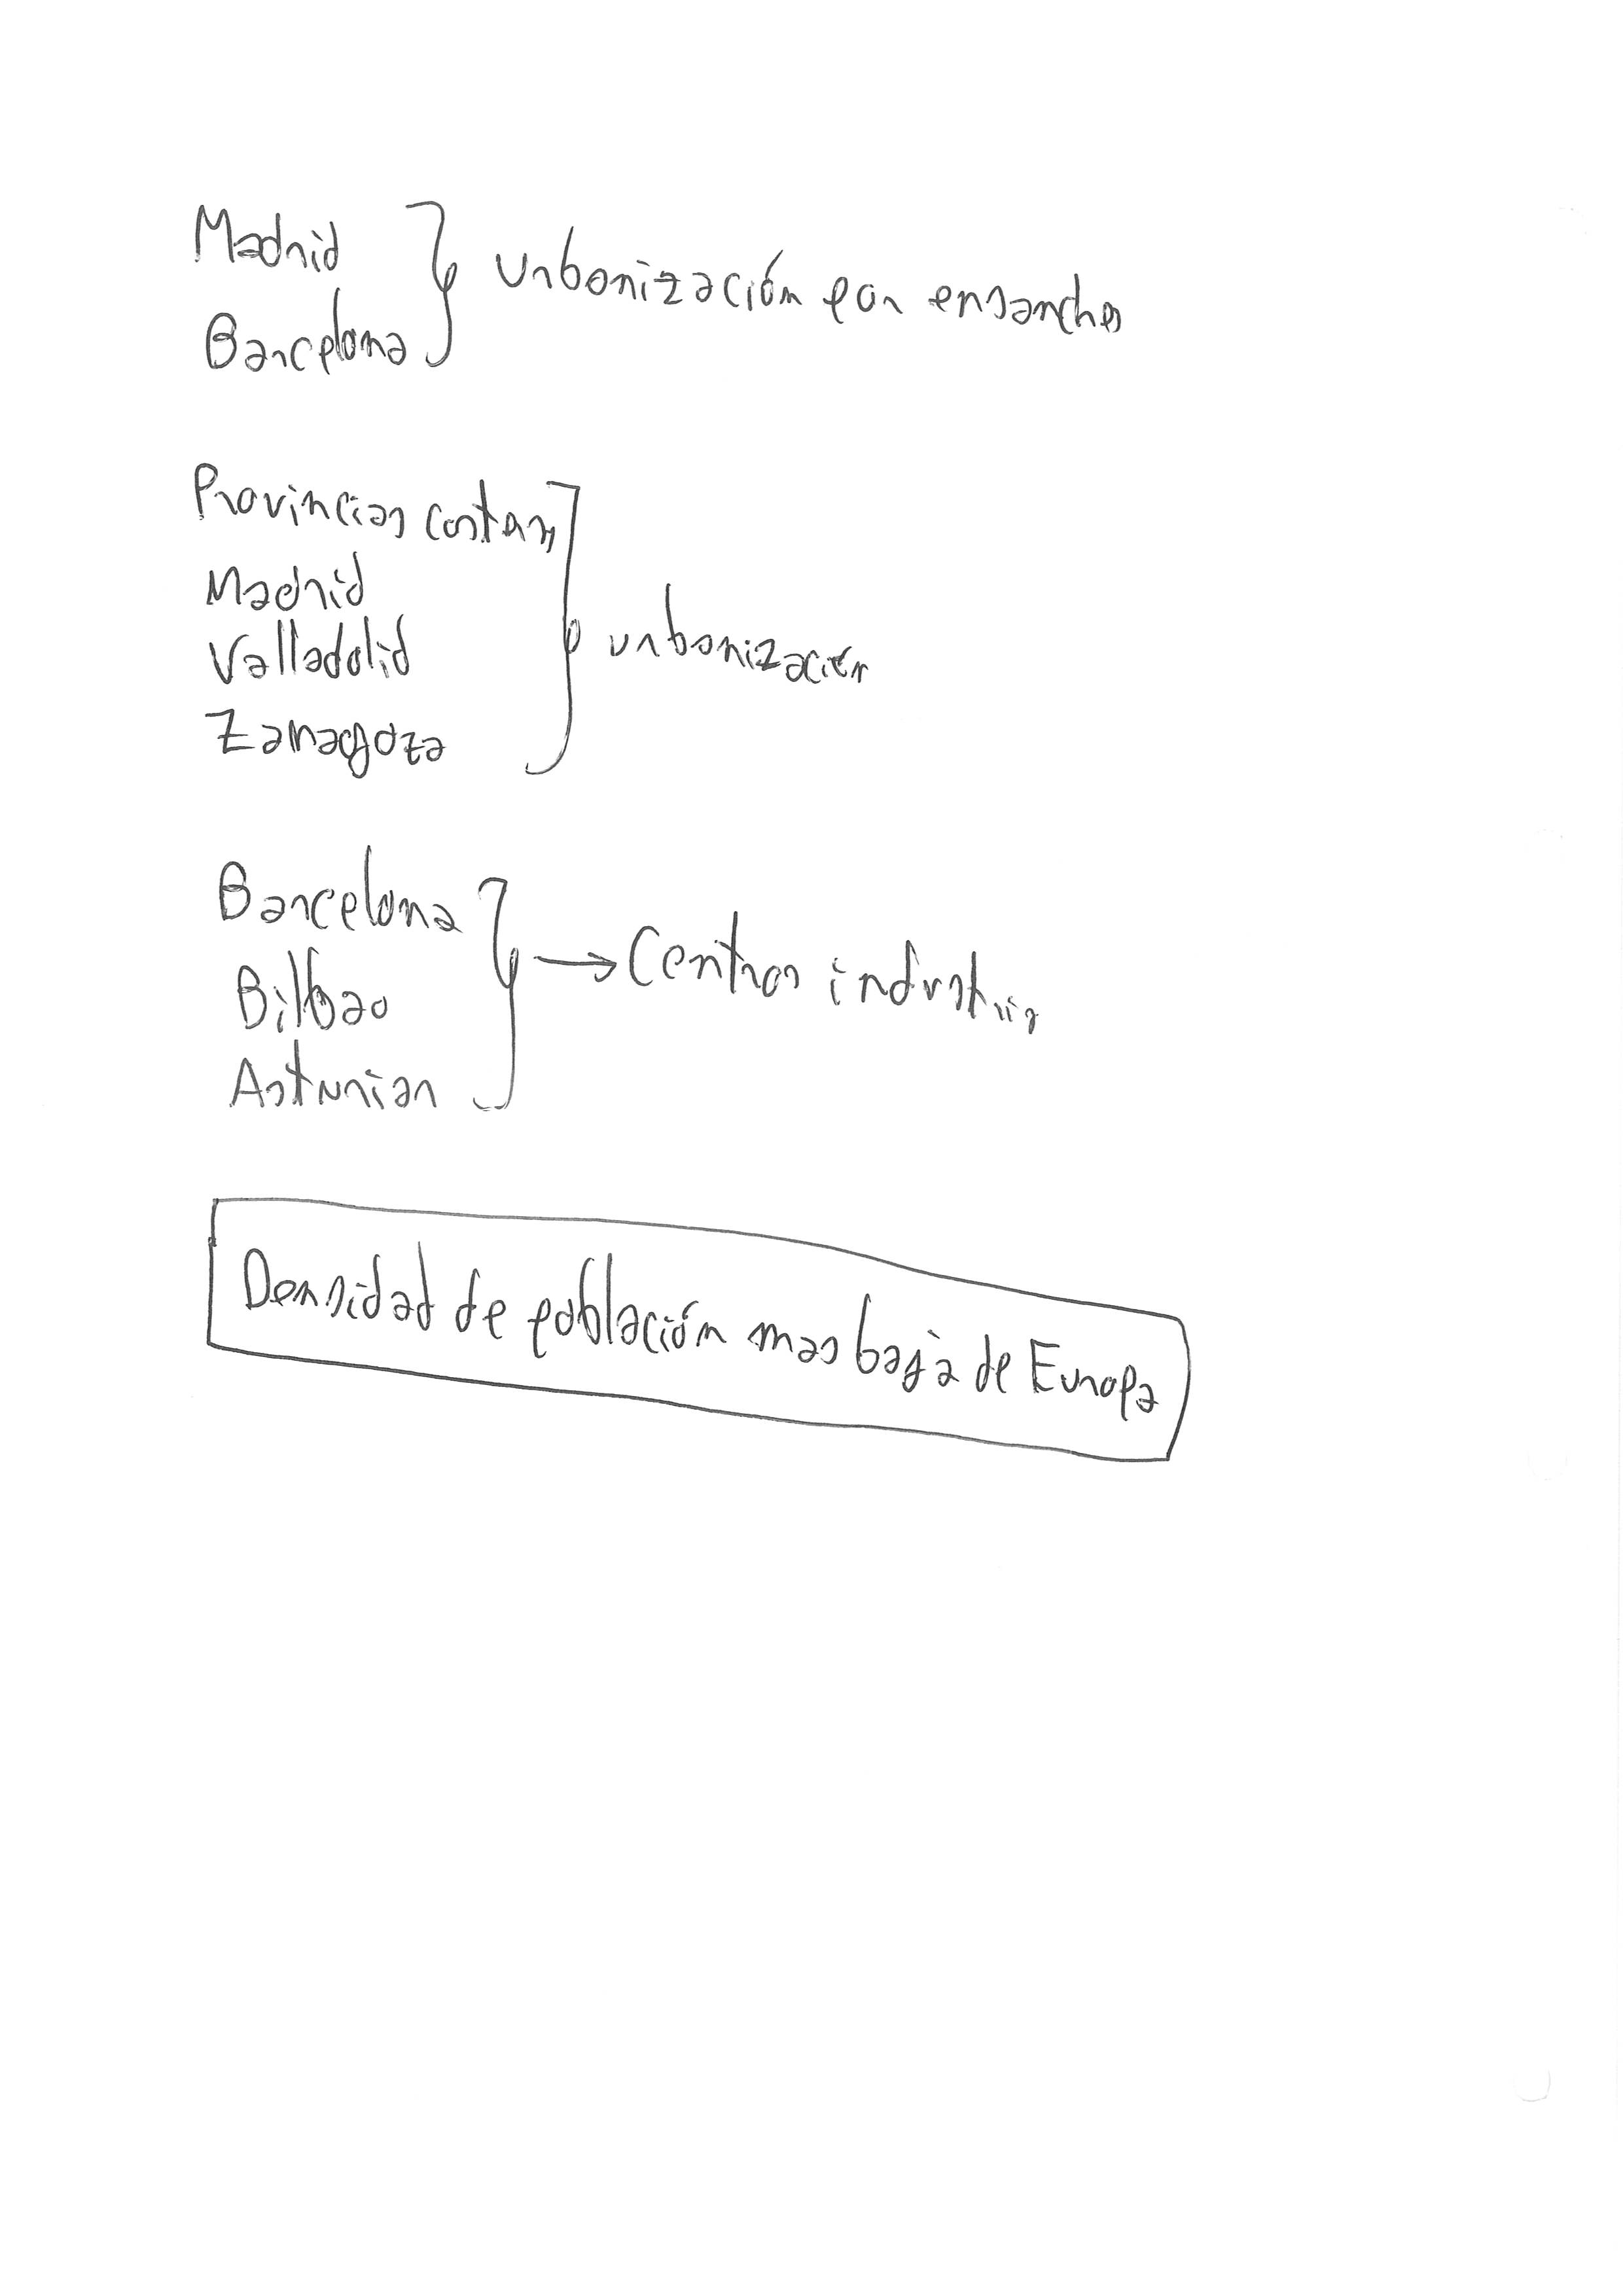 Madrid
Barcelona
Urbanización por ensanches
Provincias costeras
Madrid
Valladolid
Zaragoza
urbanización
Barcelona
Bilbao
Asturias
→ Centros industria
Densidad de población mas baja de Europa